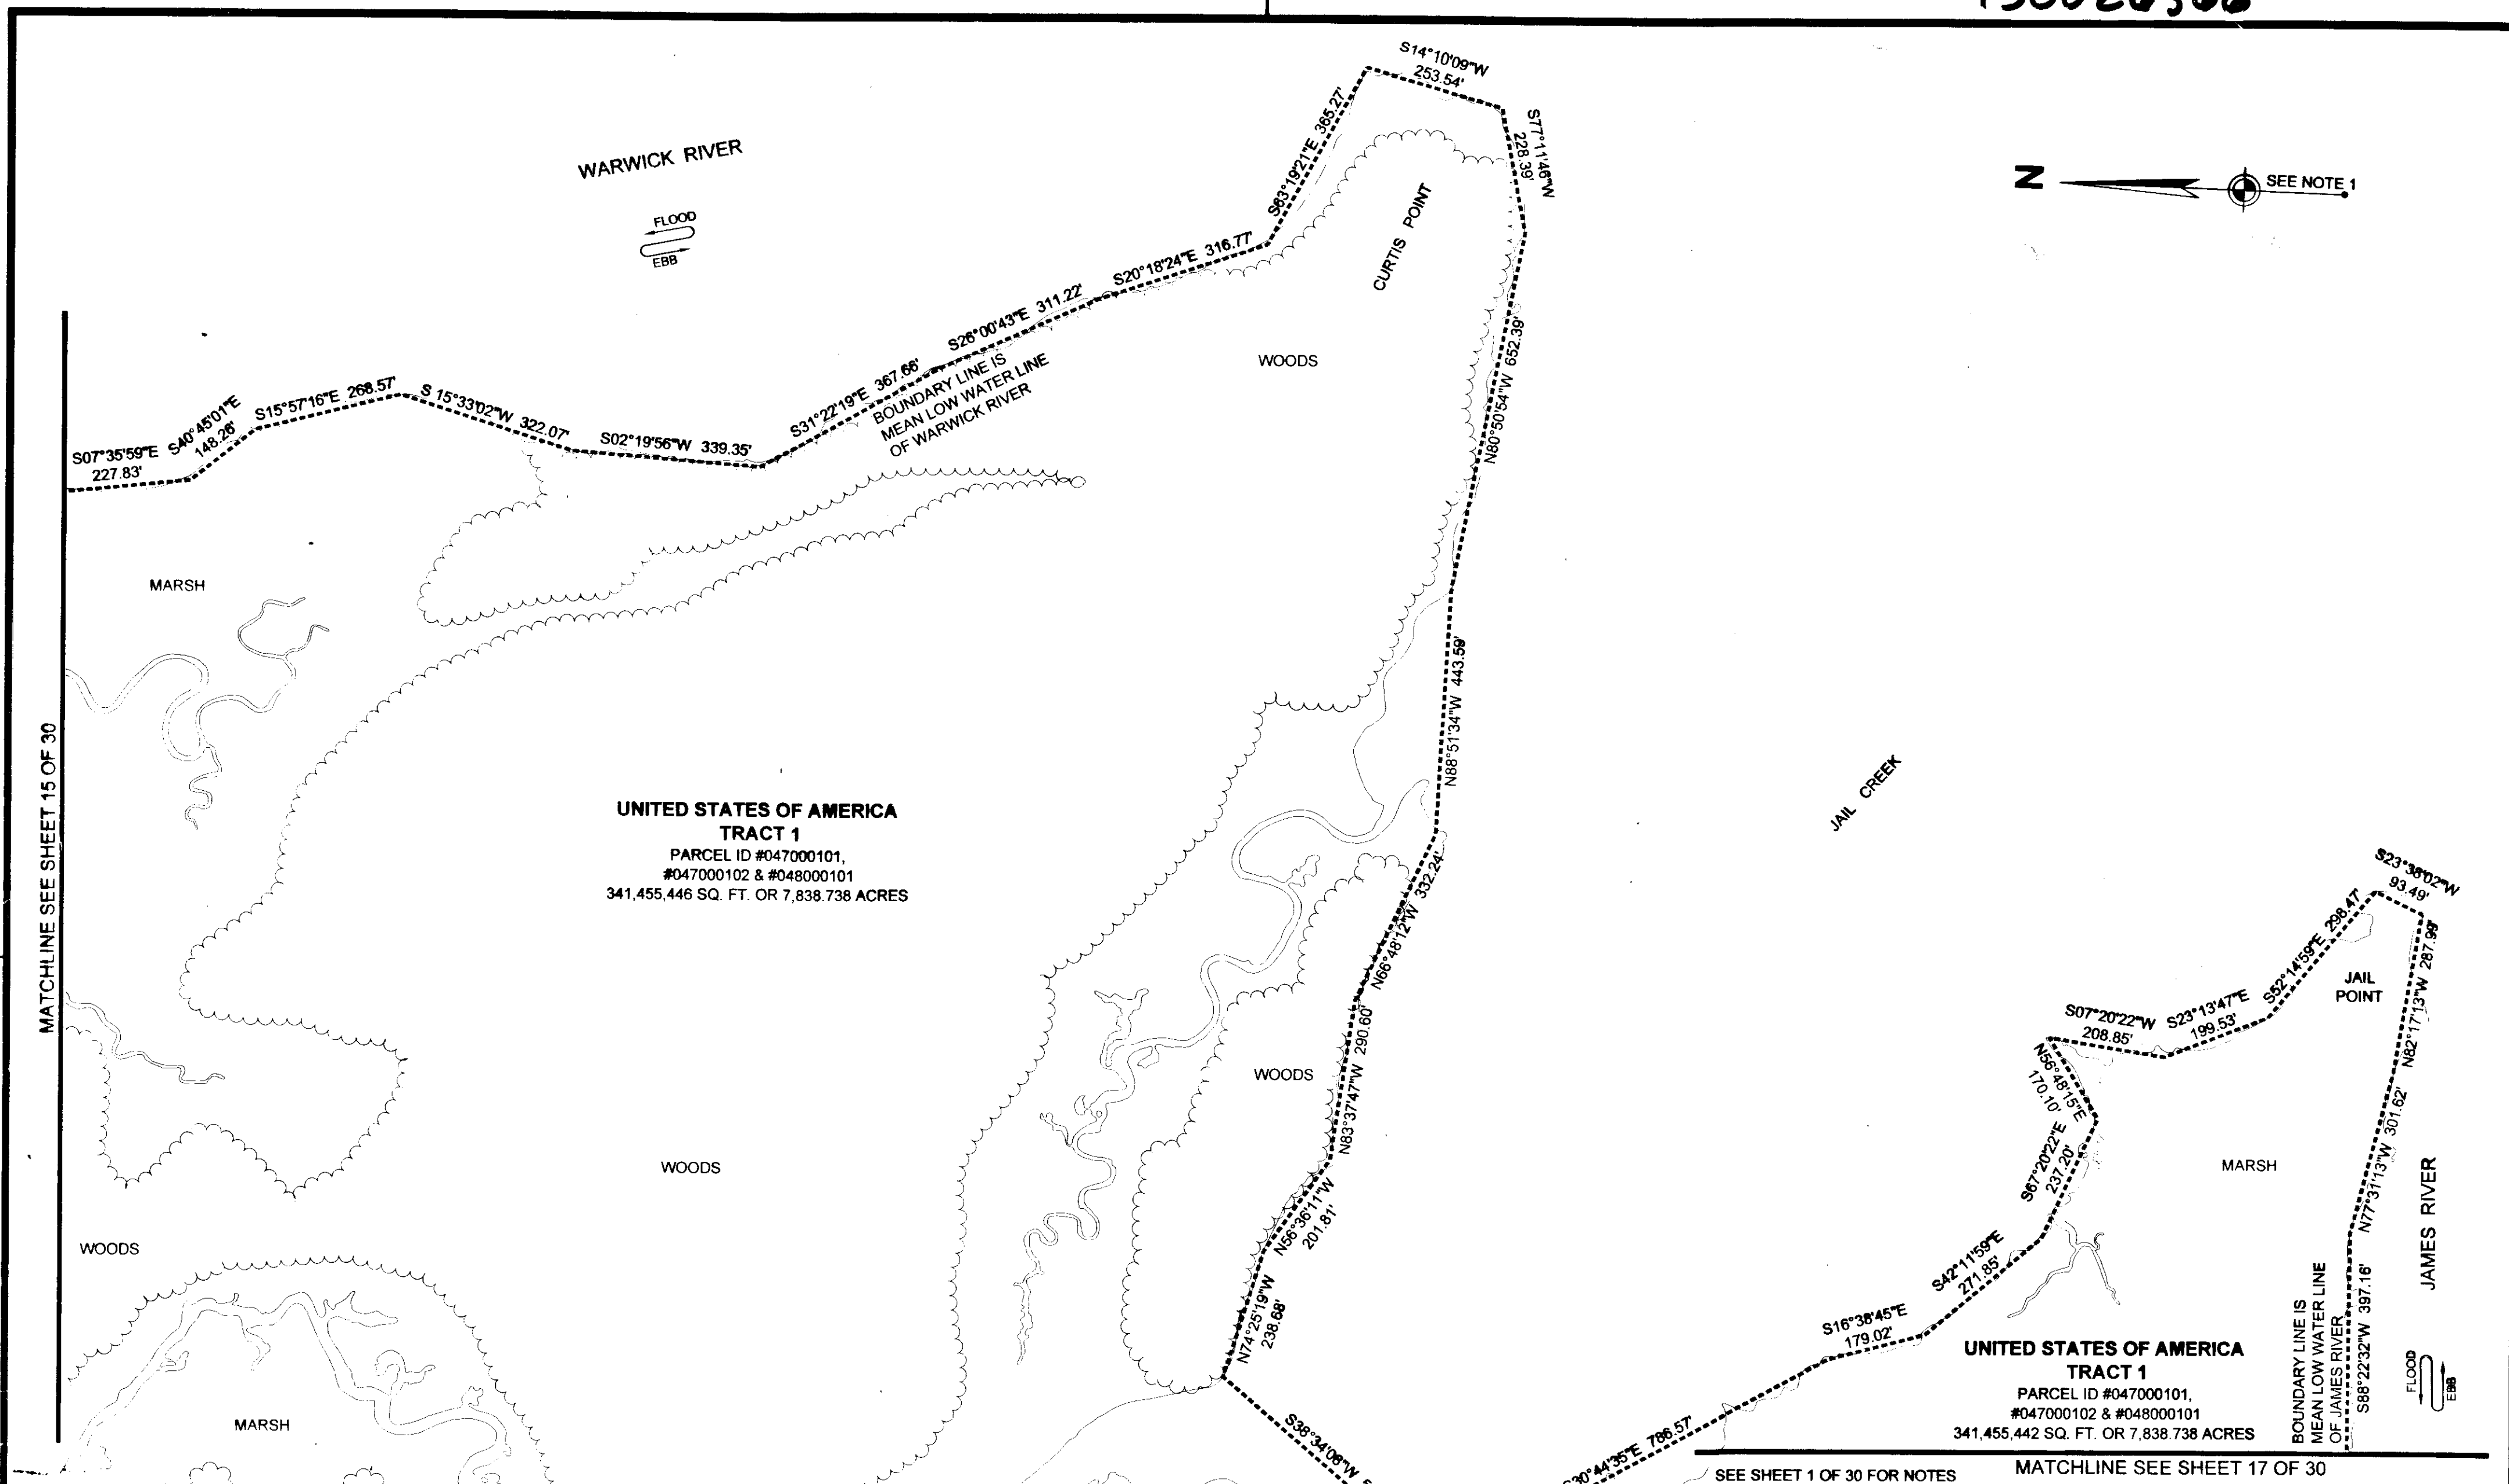 S14°10'09"W
253.54'
S63°19'21"E 365.27'
S77°11'46"W
228.39'
WARWICK RIVER
FLOOD
EBB
N
SEE NOTE 1
CURTIS POINT
S20°18'24"E 316.77'
S26°00'43"E 311.22'
S31°22'19"E 367.66'
BOUNDARY LINE IS
MEAN LOW WATER LINE
OF WARWICK RIVER
WOODS
N80°50'54"W 652.39'
S07°35'59"E
227.83'
S40°45'01"E
148.26'
S15°57'16"E 268.57'
S 15°33'02"W 322.07'
S02°19'56"W 339.35'
MARSH
MATCHLINE SEE SHEET 15 OF 30
N88°51'34"W 443.59'
JAIL CREEK
UNITED STATES OF AMERICA
TRACT 1
PARCEL ID #047000101,
#047000102 & #048000101
341,455,446 SQ. FT. OR 7,838.738 ACRES
N66°48'12"W 332.24'
N83°37'47"W 290.60'
WOODS
WOODS
N56°36'11"W
201.81'
N74°25'19"W
238.68'
WOODS
MARSH
S23°38'02"W
93.49'
S52°14'59"E 298.47'
JAIL
POINT
N82°17'13"W 287.99'
S07°20'22"W
208.85'
S23°13'47"E
199.53'
N56°48'15"E
170.10'
S67°20'22"E
237.20'
MARSH
N77°31'13"W 301.62'
JAMES RIVER
S42°11'59"E
271.85'
S16°38'45"E
179.02'
UNITED STATES OF AMERICA
TRACT 1
PARCEL ID #047000101,
#047000102 & #048000101
341,455,442 SQ. FT. OR 7,838.738 ACRES
BOUNDARY LINE IS
MEAN LOW WATER LINE
OF JAMES RIVER
S88°22'32"W 397.16'
FLOOD
EBB
S38°34'08"W
S30°44'35"E 786.57'
SEE SHEET 1 OF 30 FOR NOTES
MATCHLINE SEE SHEET 17 OF 30